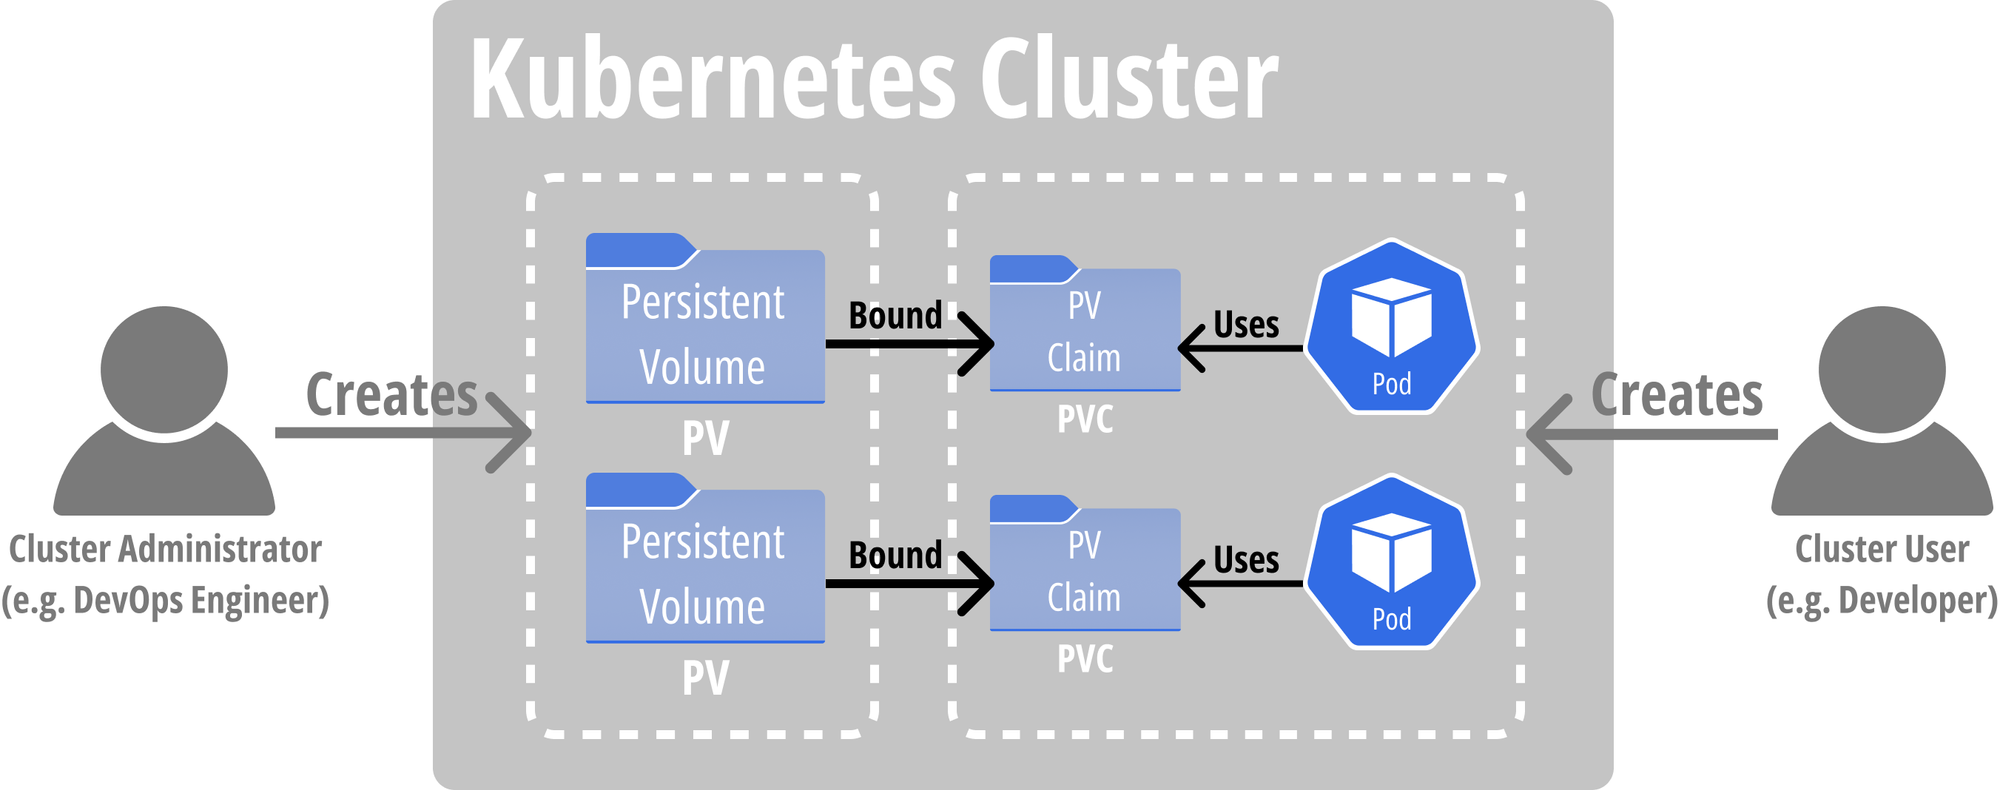 Kubernetes Cluster
Creates
Cluster Administrator
(e.g. DevOps Engineer)
Persistent
Volume
PV
Bound
PV
Claim
PVC
Uses
Pod
Persistent
Volume
PV
Bound
PV
Claim
PVC
Uses
Pod
Creates
Cluster User
(e.g. Developer)